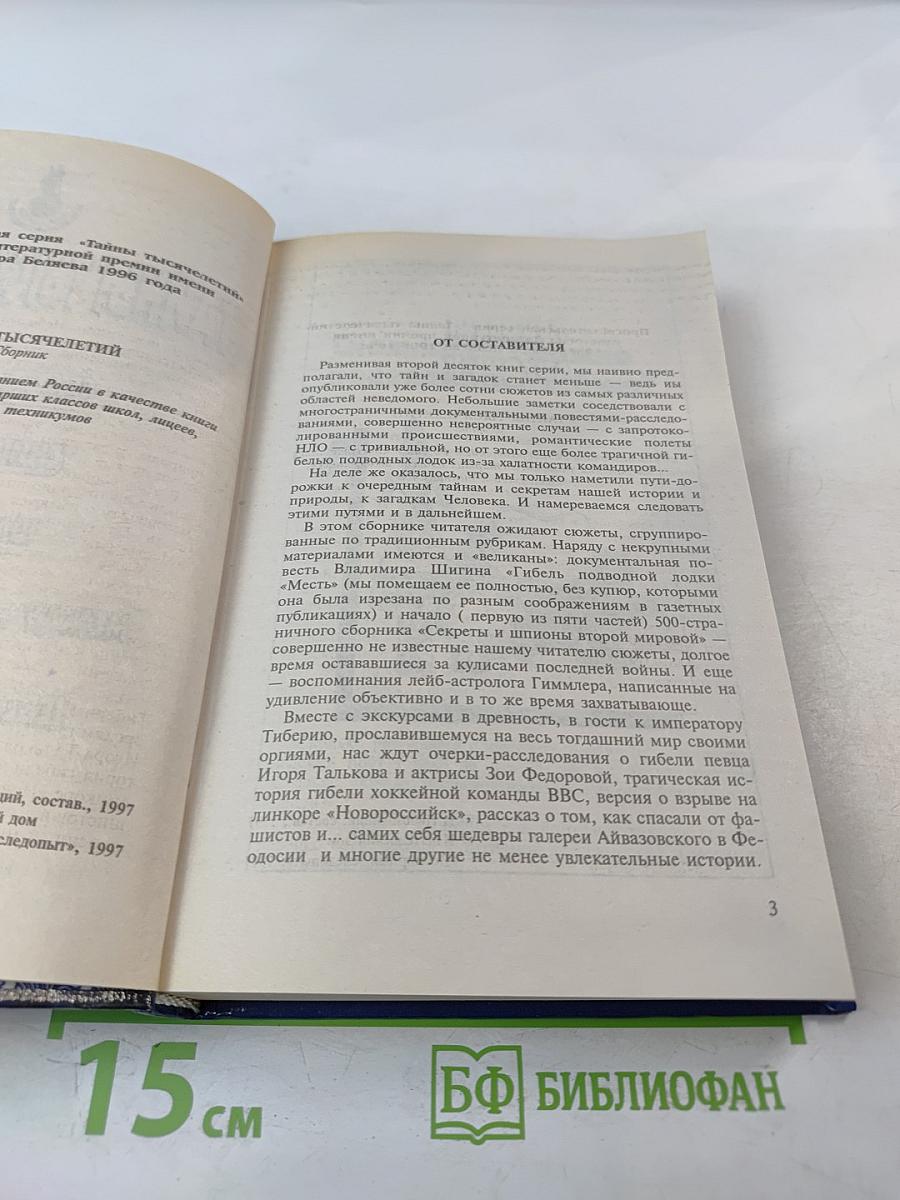 ая серия «Тайны тысячелетий»
итературной премии имени
ра Беляева 1996 года
ТЫСЯЧЕЛЕТИЙ
Сборник
нием России в качестве книги
рших классов школ, лицеев,
техникумов
ций, состав., 1997
й дом
следопыт», 1997
ОТ СОСТАВИТЕЛЯ
Разменивая второй десяток книг серии, мы наивно пред-
полагали, что тайн и загадок станет меньше — ведь иы
опубликовали уже более сотни сюжетов из самых различных
областей неведомого. Небольшие заметки соседствовали с
многостраничными документальными повестями-расследо-
ваниями, совершенно невероятные случаи — с запротоко-
лированными происшествиями, романтические полеты
НЛО — с тривиальной, но от этого еще более трагичной ги-
белью подводных лодок из-за халатности командиров...
На деле же оказалось, что мы только наметили пути-до-
рожки к очередным тайнам и секретам нашей истории и
природы, к загадкам Человека. И намереваемся следовать
этими путями и в дальнейшем.
В этом сборнике читателя ожидают сюжеты, сгруппиро-
ванные по традиционным рубрикам. Наряду с некрупными
материалами имеются и «великаны»: документальная по-
весть Владимира Шигина «Гибель подводной лодки
«Месть» (мы помещаем ее полностью, без купюр, которыми
она была изрезана по разным соображениям в газетных
публикациях) и начало ( первую из пяти частей) 500-стра-
ничного сборника «Секреты и шпионы второй мировой» —
совершенно не известные нашему читателю сюжеты, долгое
время остававшиеся за кулисами последней войны. И еще
— воспоминания лейб-астролога Гиммлера, написанные на
удивление объективно и в то же время захватывающе.
Вместе с экскурсами в древность, в гости к императору
Тиберию, прославившемуся на весь тогдашний мир своими
оргиями, нас ждут очерки-расследования о гибели певца
Игоря Талькова и актрисы Зои Федоровой, трагическая ис-
тория гибели хоккейной команды ВВС, версия о взрыве на
линкоре «Новороссийск», рассказ о том, как спасали от фа-
шистов и... самих себя шедевры галереи Айвазовского в Фе-
одосии и многие другие не менее увлекательные истории.
3
15 см
БФ БИБЛИОФАН